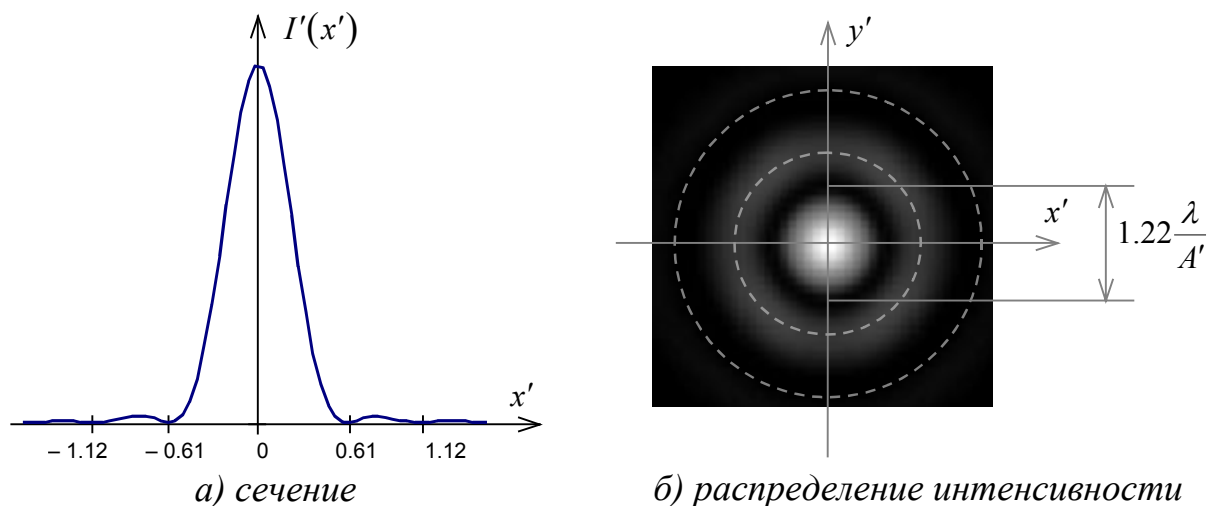 I′(x′)
x′
– 1.12
– 0.61
0
0.61
1.12
а) сечение
y′
x′
1.22 λ/A′
б) распределение интенсивности